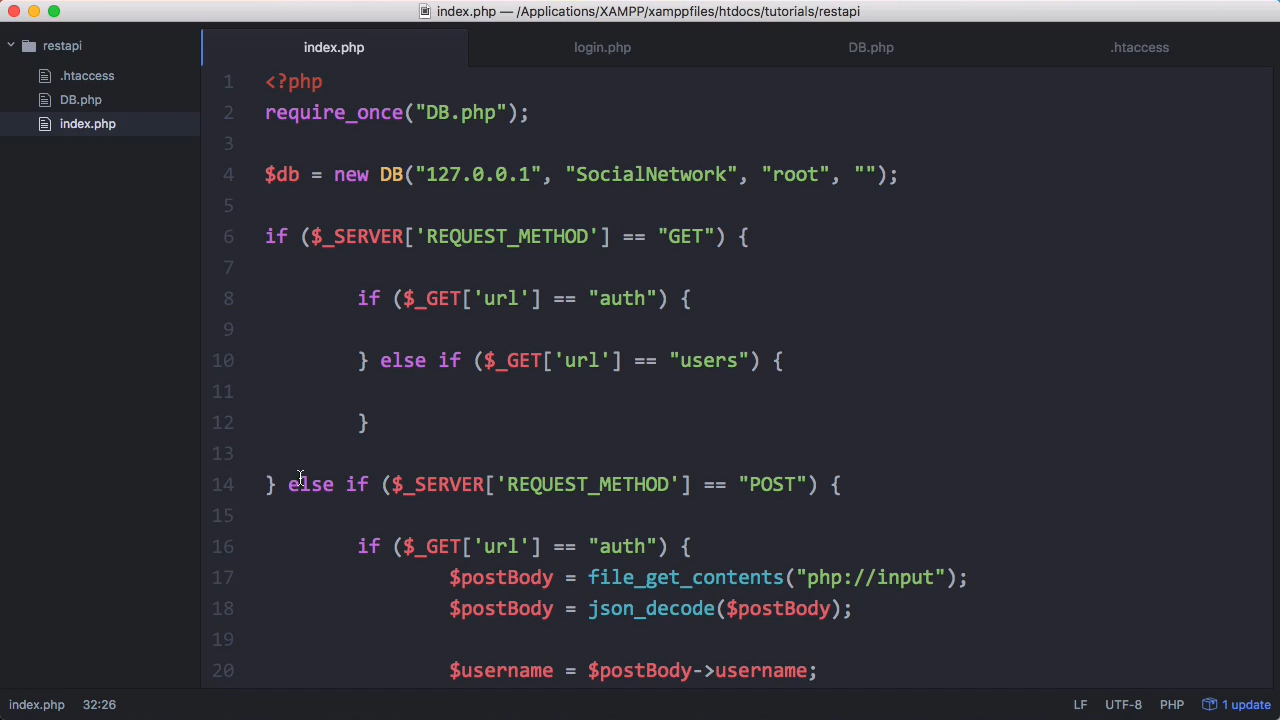 index.php — /Applications/XAMPP/xamppfiles/htdocs/tutorials/restapi
restapi
.htaccess
DB.php
index.php
index.php login.php DB.php .htaccess
1 <?php
2 require_once("DB.php");
3
4 $db = new DB("127.0.0.1", "SocialNetwork", "root", "");
5
6 if ($_SERVER['REQUEST_METHOD'] == "GET") {
7
8 if ($_GET['url'] == "auth") {
9
10 } else if ($_GET['url'] == "users") {
11
12 }
13
14 } else if ($_SERVER['REQUEST_METHOD'] == "POST") {
15
16 if ($_GET['url'] == "auth") {
17 $postBody = file_get_contents("php://input");
18 $postBody = json_decode($postBody);
19
20 $username = $postBody->username;
index.php 32:26 LF UTF-8 PHP 1 update